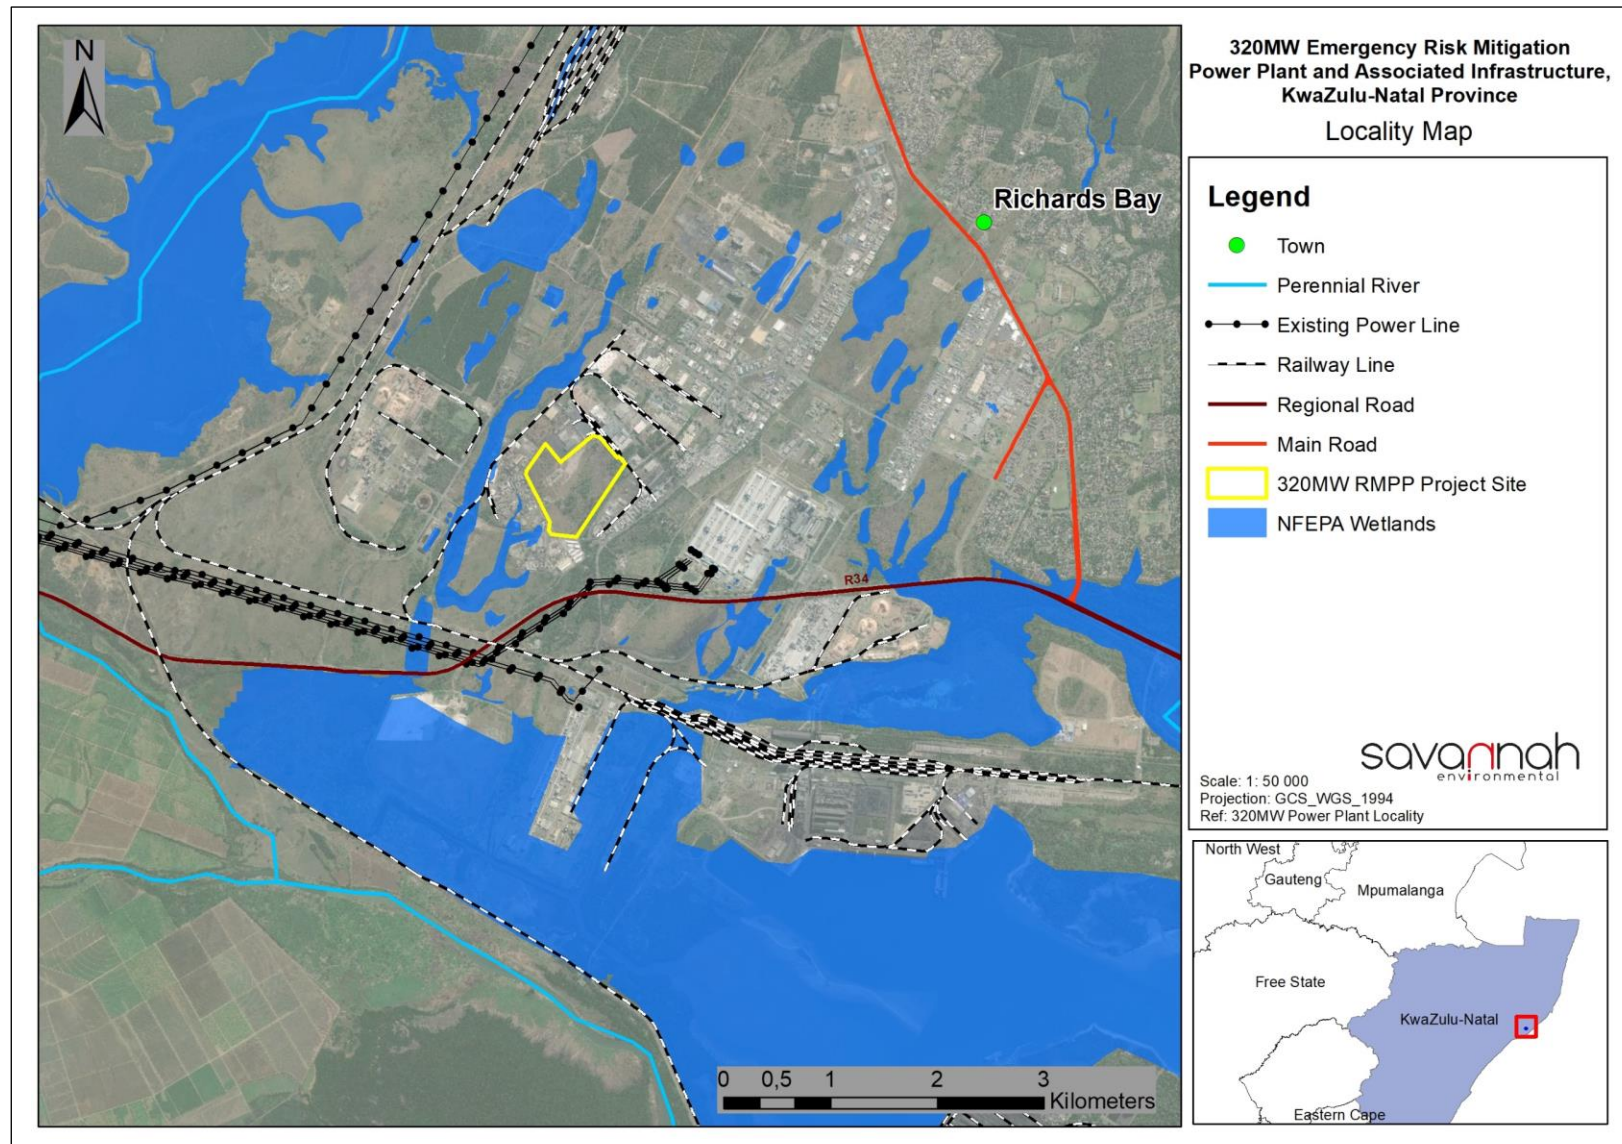 N
Richards Bay
R34
0 0,5 1 2 3
Kilometers
320MW Emergency Risk Mitigation
Power Plant and Associated Infrastructure,
KwaZulu-Natal Province
Locality Map
Legend
Town
Perennial River
Existing Power Line
Railway Line
Regional Road
Main Road
320MW RMPP Project Site
NFEPA Wetlands
savannah
environmental
Scale: 1: 50 000
Projection: GCS_WGS_1994
Ref: 320MW Power Plant Locality
North West
Gauteng
Mpumalanga
Free State
KwaZulu-Natal
Eastern Cape